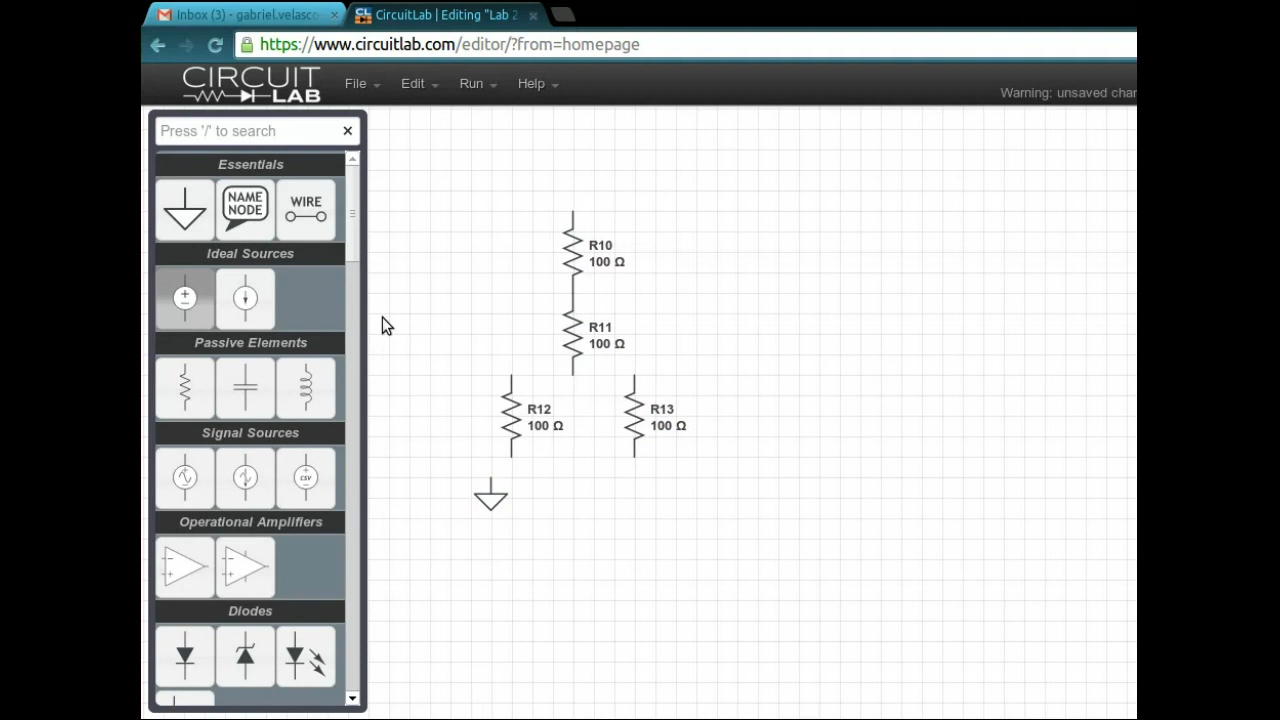 Inbox (3) - gabriel.velasco
CircuitLab | Editing "Lab 2
https://www.circuitlab.com/editor/?from=homepage
CIRCUIT
LAB
File
Edit
Run
Help
Warning: unsaved char
Press '/' to search
Essentials
NAME
NODE
WIRE
Ideal Sources
Passive Elements
Signal Sources
csv
Operational Amplifiers
Diodes
R10
100 Ω
R11
100 Ω
R12
100 Ω
R13
100 Ω